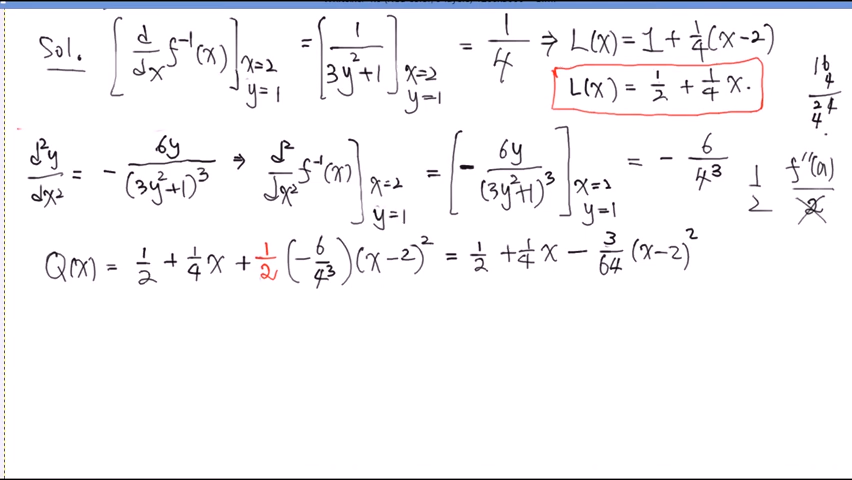 Sol. [d/dx f⁻¹(x)]_{x=2, y=1} = [1/(3y²+1)]_{x=2, y=1} = 1/4 ⇒ L(x) = 1 + 1/4(x-2)
L(x) = 1/2 + 1/4 x.
16
4
24
4
d²y/dx² = - 6y/(3y²+1)³ ⇒ d²/dx² f⁻¹(x)]_{x=2, y=1} = [- 6y/(3y²+1)³]_{x=2, y=1} = - 6/4³ 1/2 f''(a)/2
Q(x) = 1/2 + 1/4 x + 1/2 (-6/4³)(x-2)² = 1/2 + 1/4 x - 3/64 (x-2)²